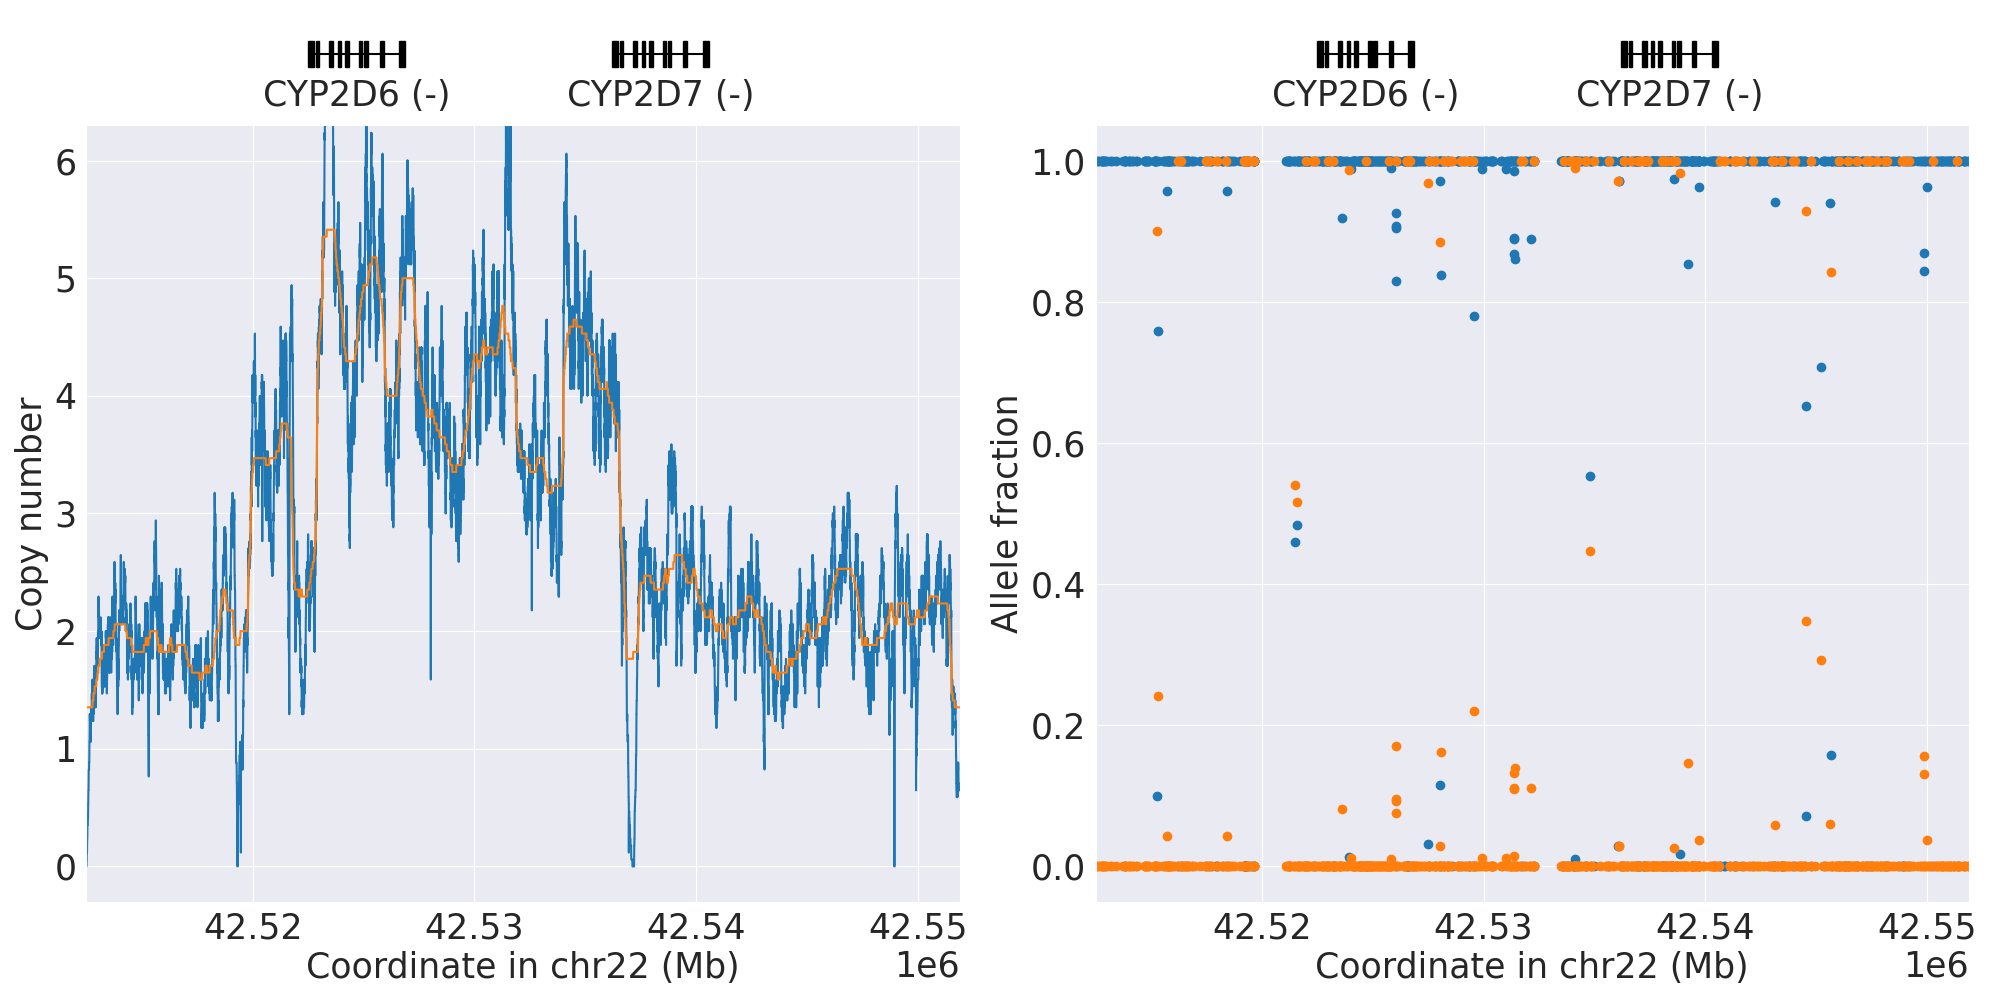 CYP2D6 (-) CYP2D7 (-)
6
5
4
3
2
1
0
Copy number
42.52 42.53 42.54 42.55
Coordinate in chr22 (Mb)
1e6
CYP2D6 (-) CYP2D7 (-)
1.0
0.8
0.6
0.4
0.2
0.0
Allele fraction
42.52 42.53 42.54 42.55
Coordinate in chr22 (Mb)
1e6